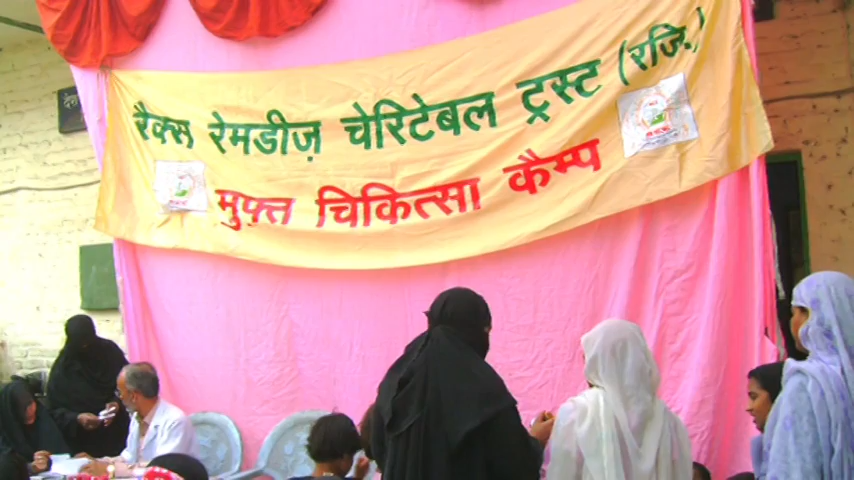 रैक्स रेमडीज़ चेरिटेबल ट्रस्ट (रजि.)
मुफ्त चिकित्सा कैम्प